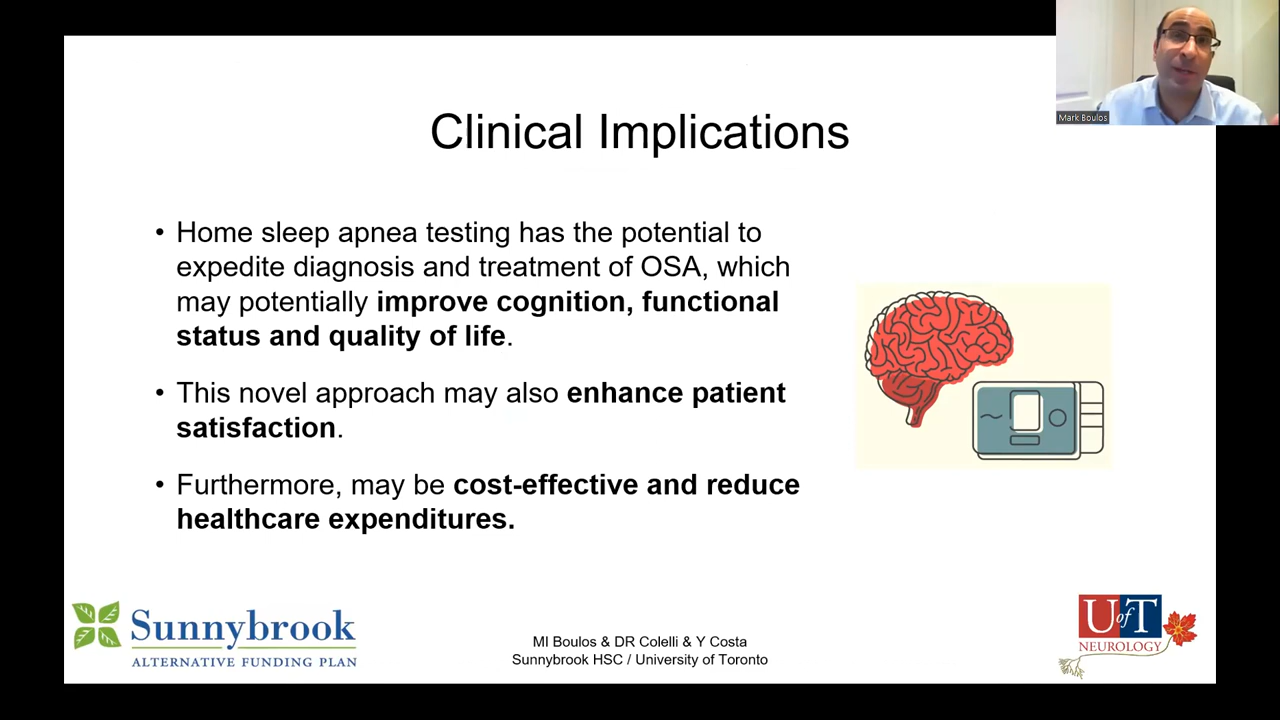 Mark Boulos
Clinical Implications
• Home sleep apnea testing has the potential to
expedite diagnosis and treatment of OSA, which
may potentially improve cognition, functional
status and quality of life.
• This novel approach may also enhance patient
satisfaction.
• Furthermore, may be cost-effective and reduce
healthcare expenditures.
Sunnybrook
ALTERNATIVE FUNDING PLAN
MI Boulos & DR Colelli & Y Costa
Sunnybrook HSC / University of Toronto
UofT
NEUROLOGY